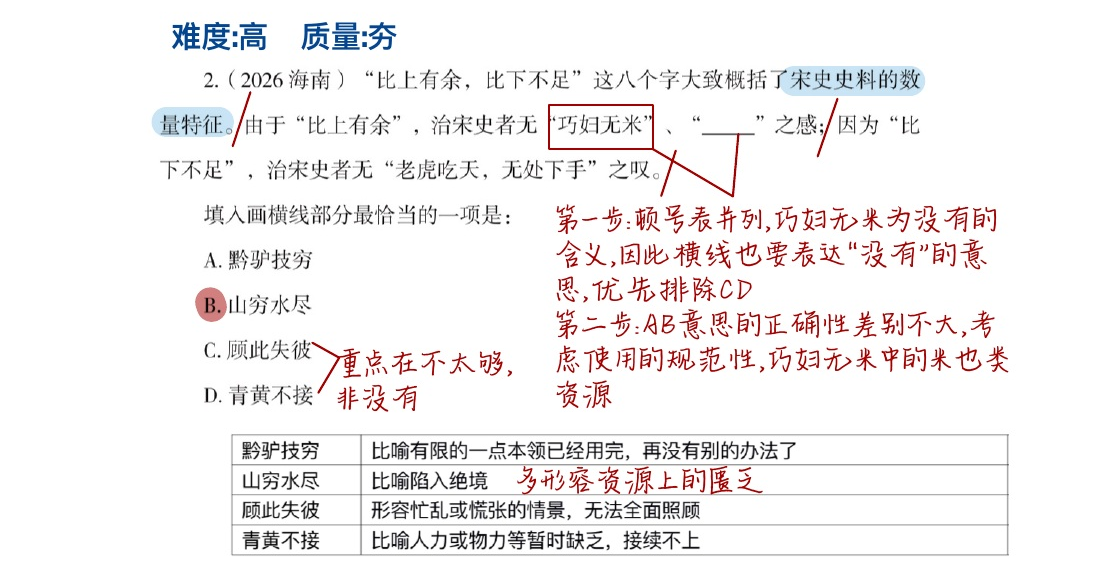 难度:高 质量:夯
2.（2026 海南）“比上有余，比下不足”这八个字大致概括了宋史史料的数
量特征。由于“比上有余”，治宋史者无“巧妇无米”、“____”之感；因为“比
下不足”，治宋史者无“老虎吃天，无处下手”之叹。
填入画横线部分最恰当的一项是：
A. 黔驴技穷
B. 山穷水尽
C. 顾此失彼
D. 青黄不接
重点在不太够,
非没有
第一步:顿号表并列,巧妇无米为没有的
含义,因此横线也要表达“没有”的意
思,优先排除CD
第二步:AB意思的正确性差别不大,考
虑使用的规范性,巧妇无米中的米也类
资源
黔驴技穷 比喻有限的一点本领已经用完，再没有别的办法了
山穷水尽 比喻陷入绝境 多形容资源上的匮乏
顾此失彼 形容忙乱或慌张的情景，无法全面照顾
青黄不接 比喻人力或物力等暂时缺乏，接续不上